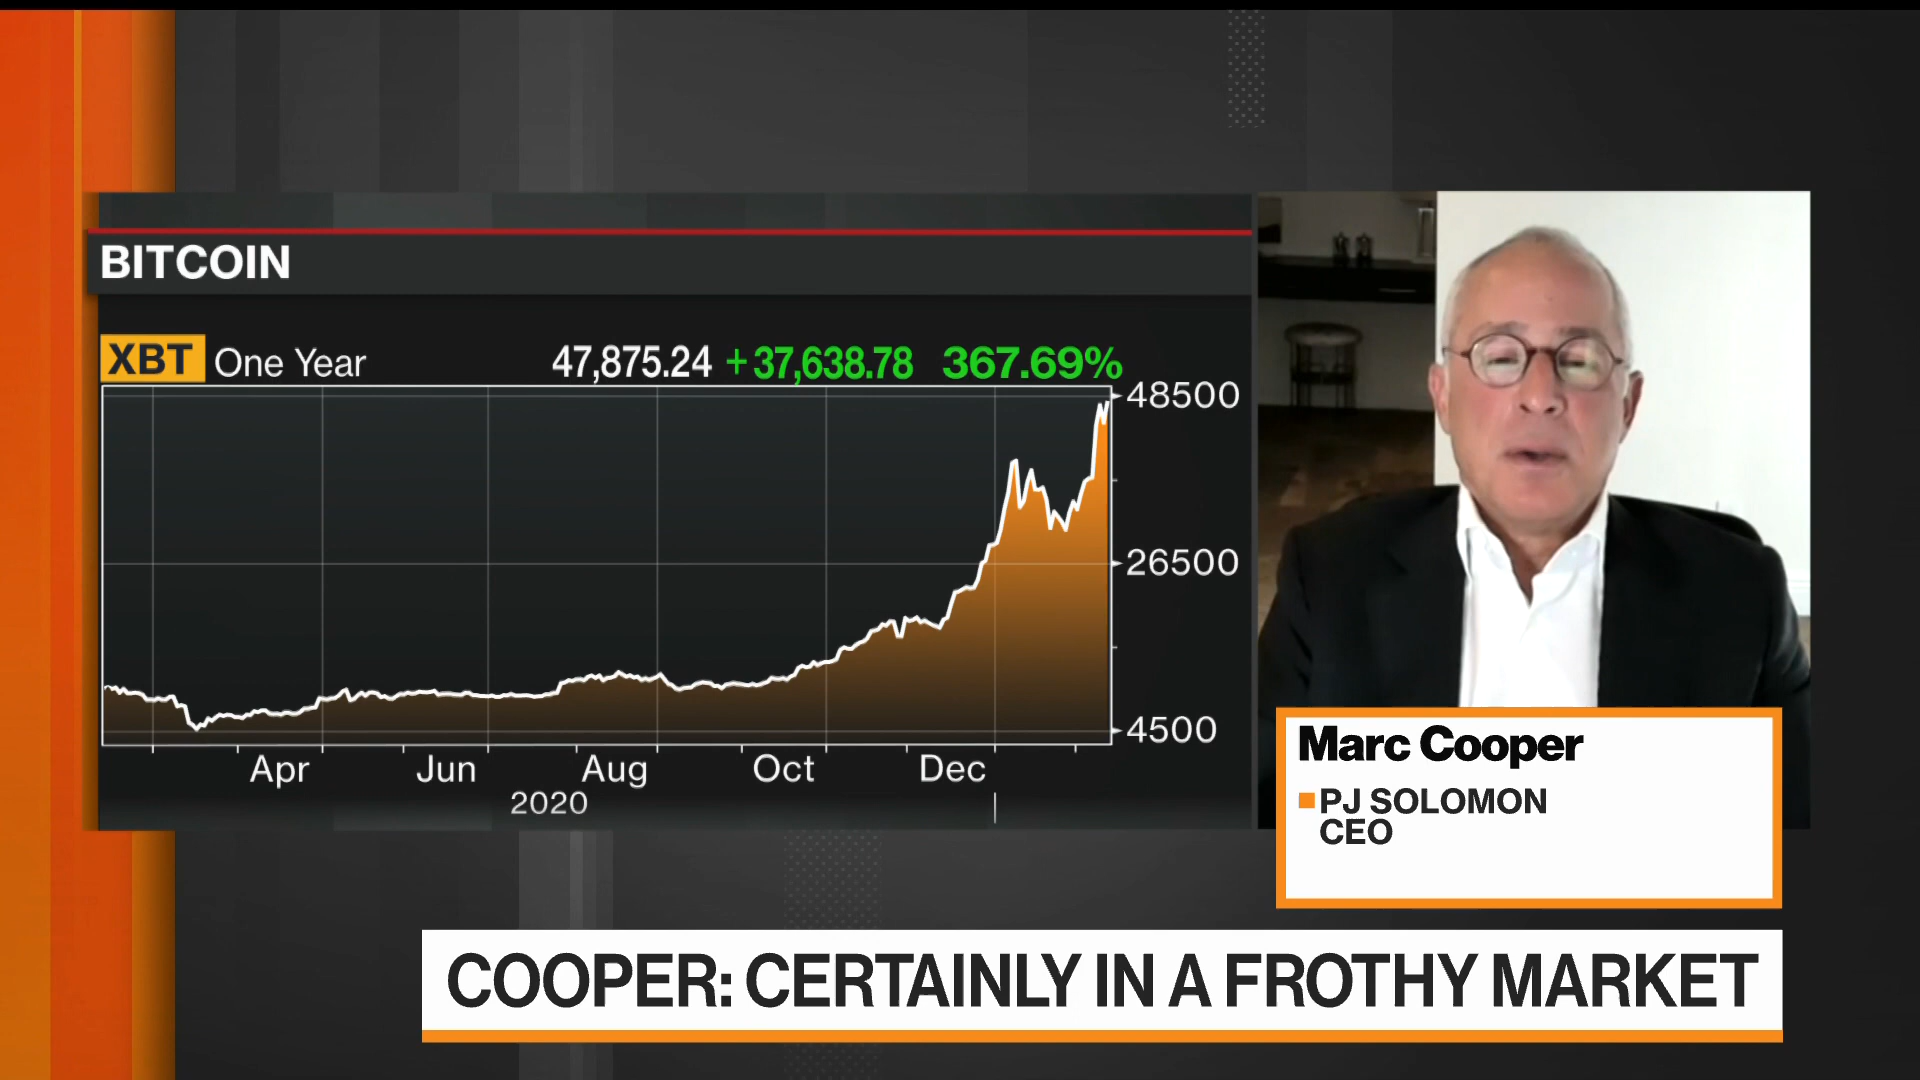 BITCOIN
XBT One Year 47,875.24 +37,638.78 367.69%
48500
26500
4500
Apr Jun Aug Oct Dec
2020
Marc Cooper
PJ SOLOMON
CEO
COOPER: CERTAINLY IN A FROTHY MARKET